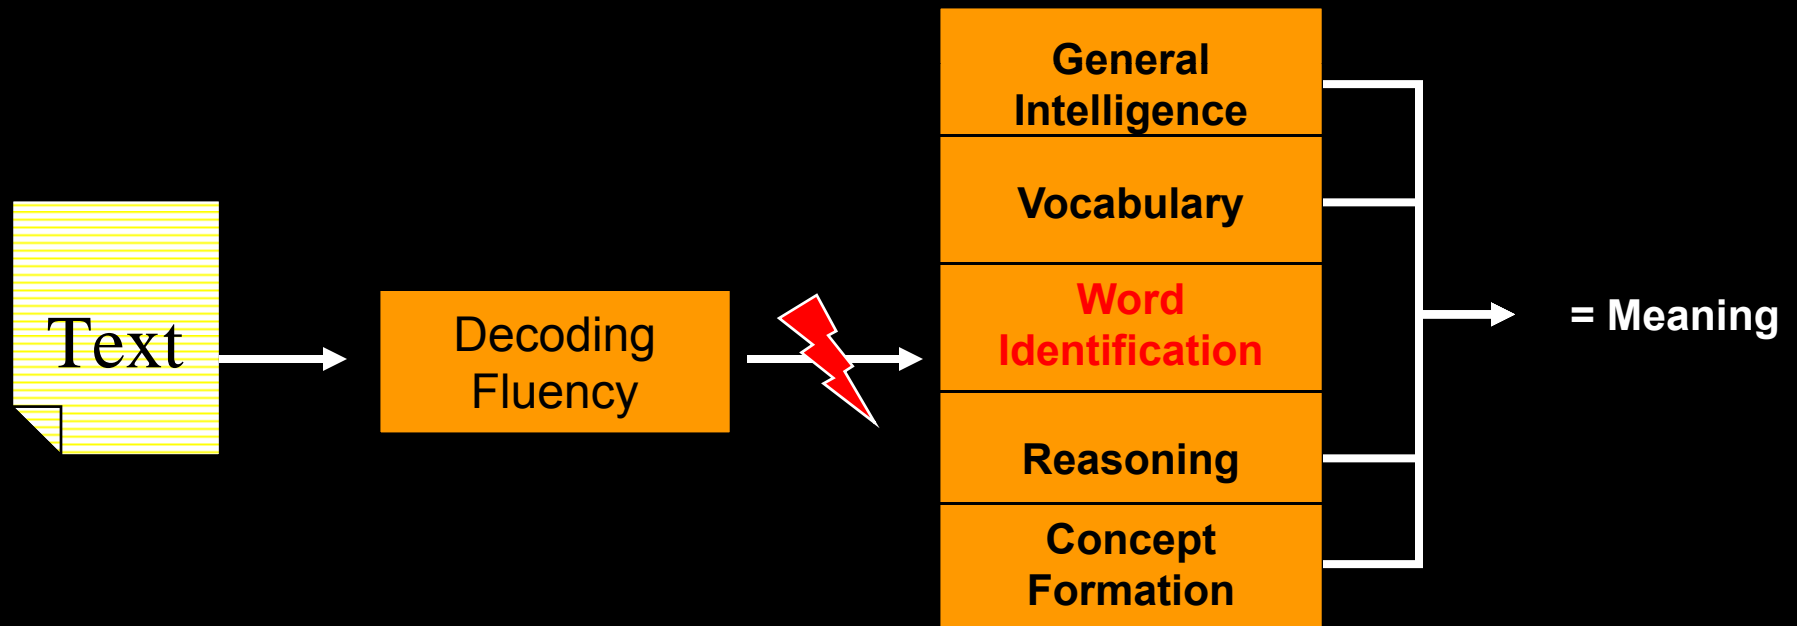 Text
Decoding
Fluency
General
Intelligence
Vocabulary
Word
Identification
Reasoning
Concept
Formation
= Meaning